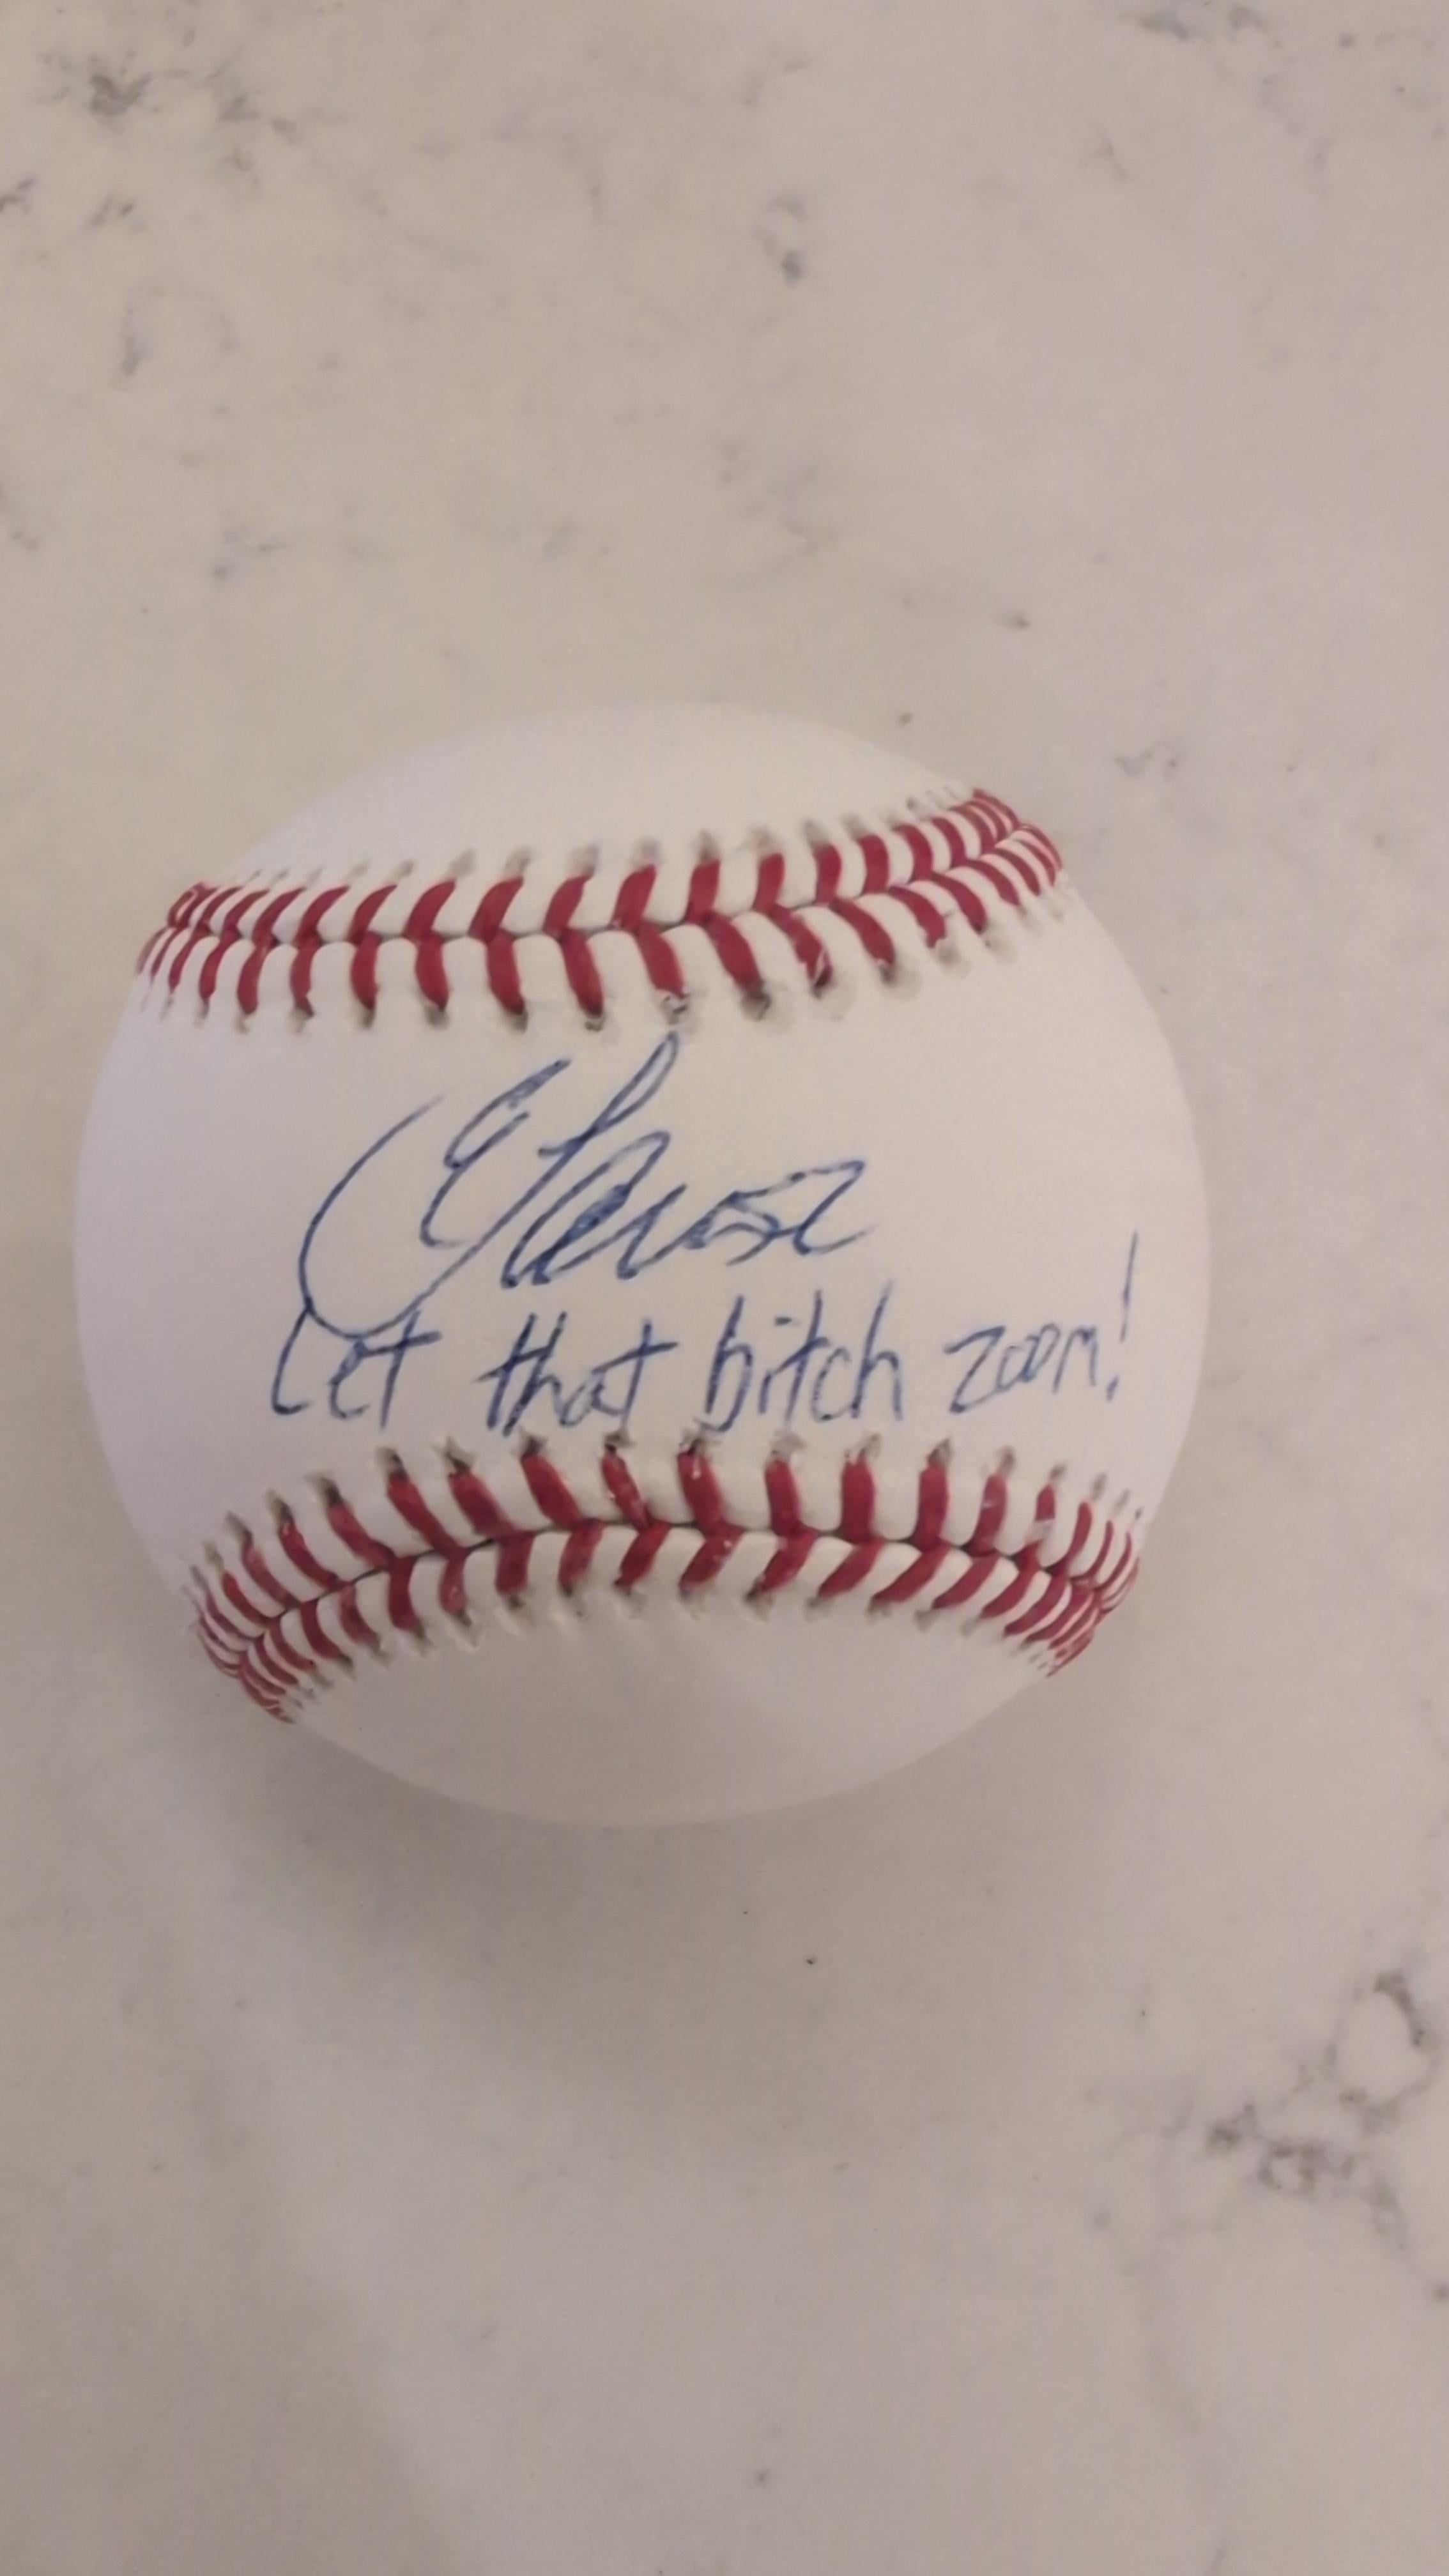 Let that bitch zoom!